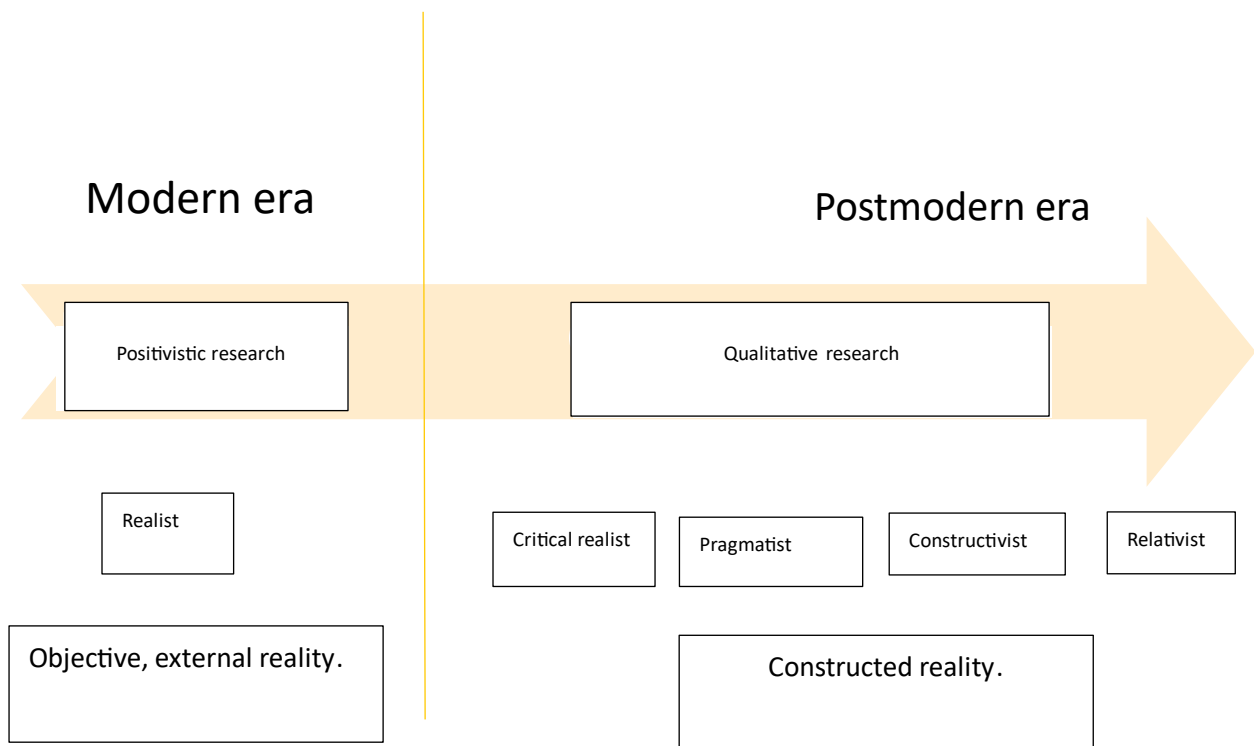 Modern era
Postmodern era
Positivistic research
Qualitative research
Realist
Critical realist
Pragmatist
Constructivist
Relativist
Objective, external reality.
Constructed reality.